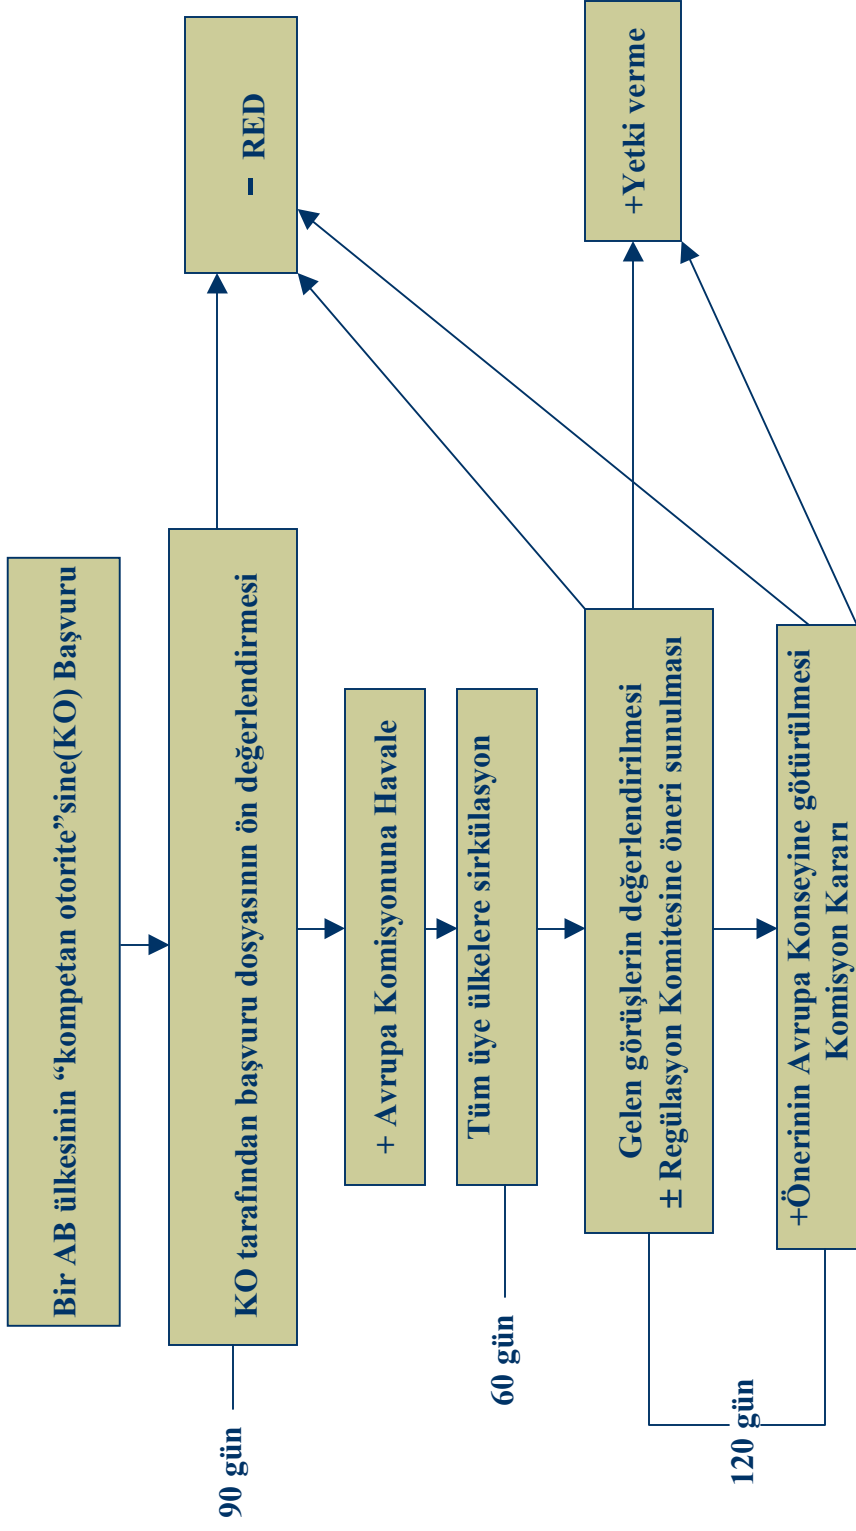 Bir AB ülkesinin “kompetan otorite”sine(KO) Başvuru
90 gün
KO tarafından başvuru dosyasının ön değerlendirmesi
– RED
+ Avrupa Komisyonuna Havale
60 gün
Tüm üye ülkelere sirkülasyon
Gelen görüşlerin değerlendirilmesi
± Regülasyon Komitesine öneri sunulması
+Yetki verme
120 gün
+Önerinin Avrupa Konseyine götürülmesi
Komisyon Kararı